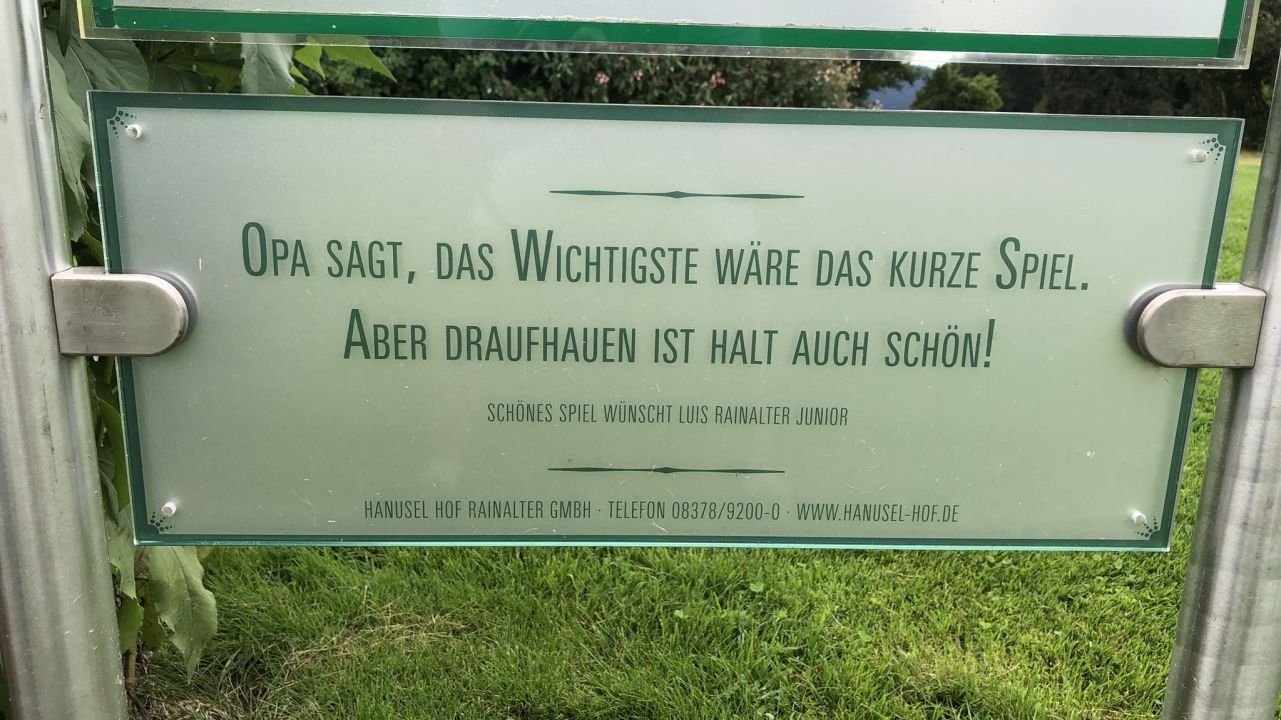 Opa sagt, das Wichtigste wäre das kurze Spiel.
Aber draufhauen ist halt auch schön!
SCHÖNES SPIEL WÜNSCHT LUIS RAINALTER JUNIOR
HANUSEL HOF RAINALTER GMBH · TELEFON 08378/9200-0 · WWW.HANUSEL-HOF.DE